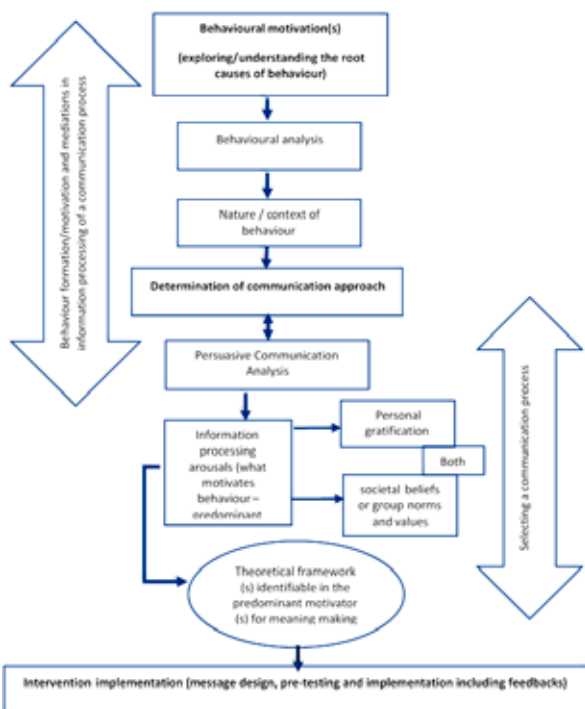 Behavioural motivation(s)
(exploring/understanding the root
causes of behaviour)
Behaviour formation/motivation and mediations in
information processing of a communication process
Behavioural analysis
Nature / context of
behaviour
Determination of communication approach
Persuasive Communication
Analysis
Information
processing
arousals (what
motivates
behaviour –
predominant
Personal
gratification
Both
societal beliefs
or group norms
and values
Selecting a communication process
Theoretical framework
(s) identifiable in the
predominant motivator
(s) for meaning making
Intervention implementation (message design, pre-testing and implementation including feedbacks)